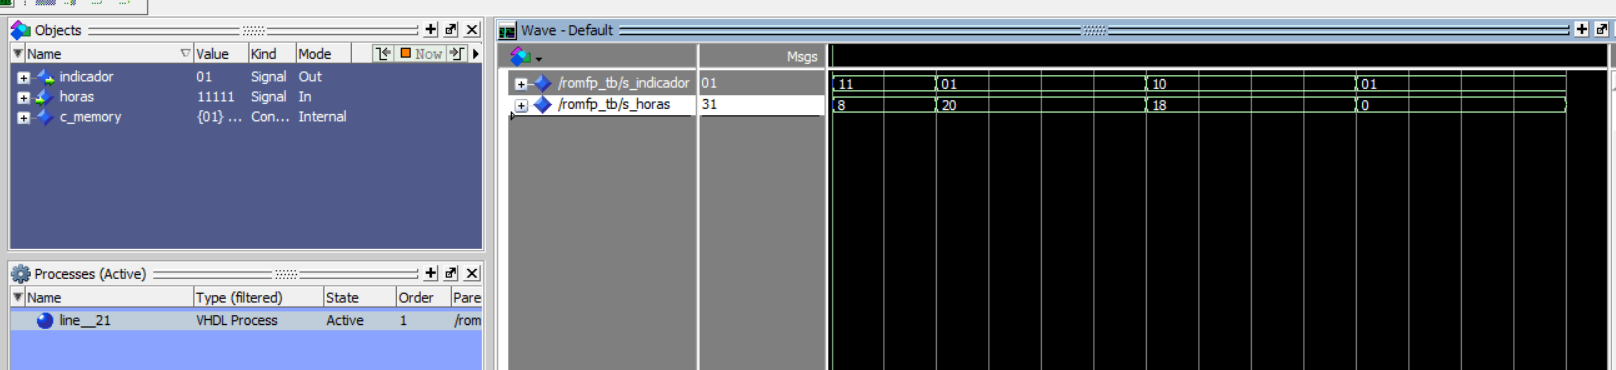 Objects
Name Value Kind Mode Now
indicador 01 Signal Out
horas 11111 Signal In
c_memory {01} ... Con... Internal
Processes (Active)
Name Type (filtered) State Order Pare
line__21 VHDL Process Active 1 /rom
Wave - Default
Msgs
/romfp_tb/s_indicador 01 11 01 10 01
/romfp_tb/s_horas 31 8 20 18 0